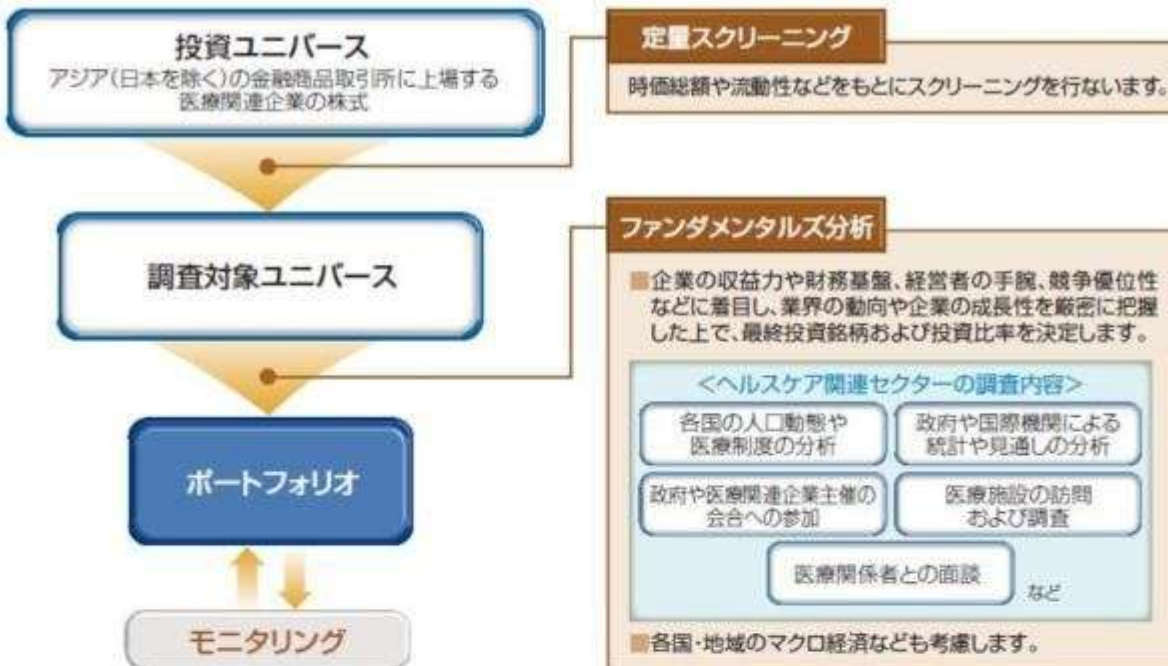 投資ユニバース
アジア(日本を除く)の金融商品取引所に上場する
医療関連企業の株式
定量スクリーニング
時価総額や流動性などをもとにスクリーニングを行ないます。
調査対象ユニバース
ファンダメンタルズ分析
■企業の収益力や財務基盤、経営者の手腕、競争優位性
などに着目し、業界の動向や企業の成長性を厳密に把握
した上で、最終投資銘柄および投資比率を決定します。
<ヘルスケア関連セクターの調査内容>
各国の人口動態や
医療制度の分析
政府や国際機関による
統計や見通しの分析
政府や医療関連企業主催の
会合への参加
医療施設の訪問
および調査
医療関係者との面談
など
■各国・地域のマクロ経済なども考慮します。
ポートフォリオ
モニタリング